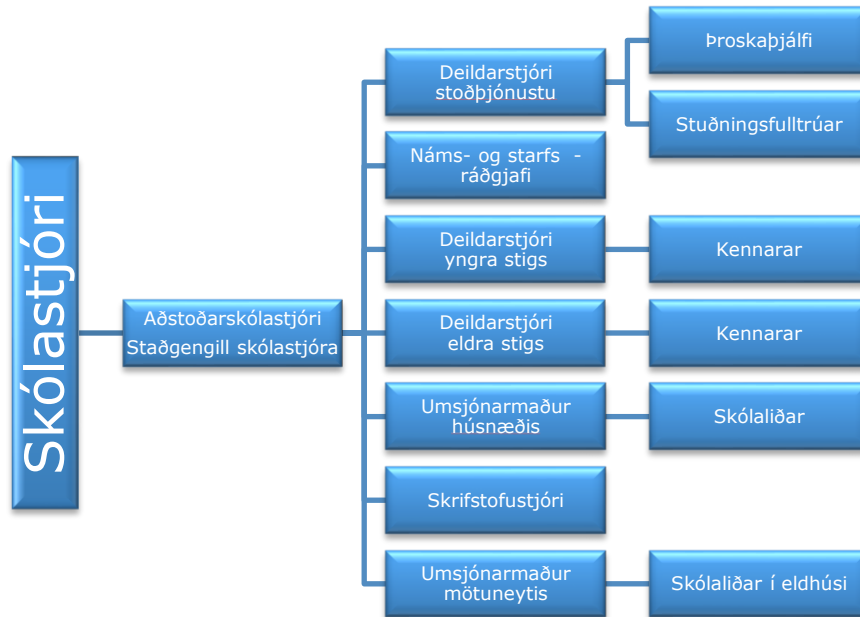 Skólastjóri
Aðstoðarskólastjóri
Staðgengill skólastjóra
Deildarstjóri
stoðþjónustu
Þroskaþjálfi
Stuðningsfulltrúar
Náms- og starfs -
ráðgjafi
Deildarstjóri
yngra stigs
Kennarar
Deildarstjóri
eldra stigs
Kennarar
Umsjónarmaður
húsnæðis
Skólaliðar
Skrifstofustjóri
Umsjónarmaður
mötuneytis
Skólaliðar í eldhúsi